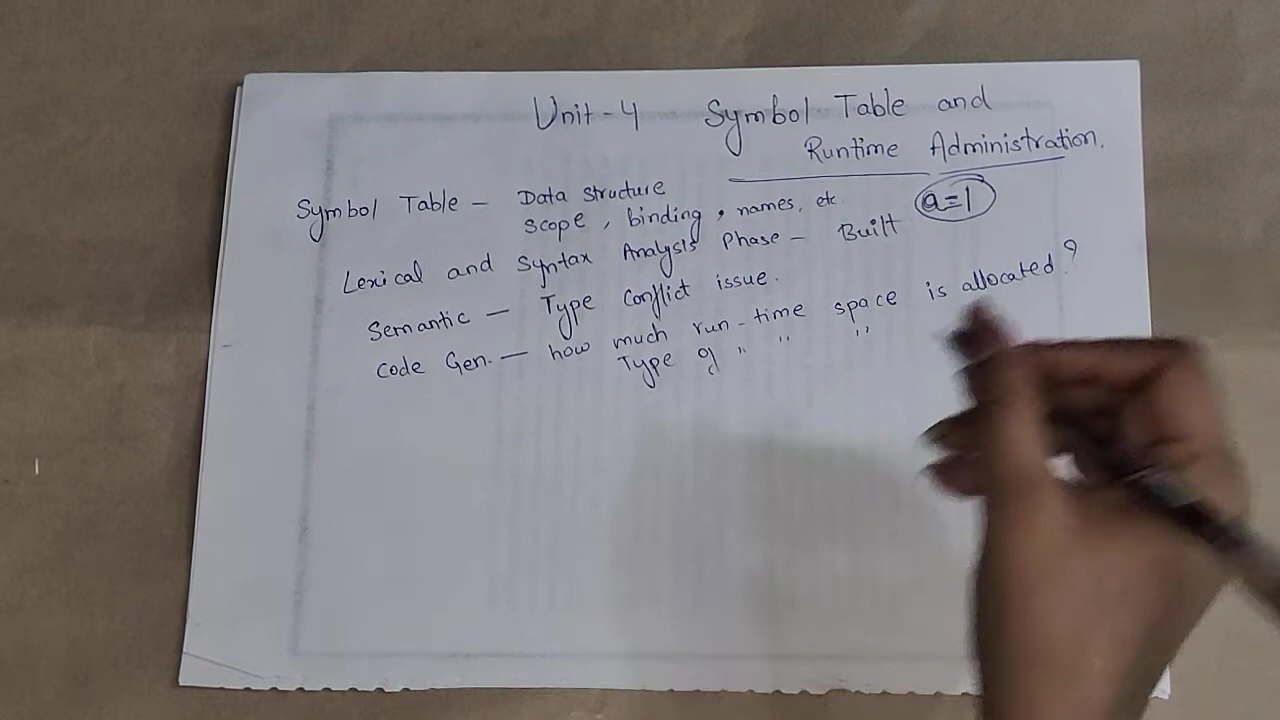 Unit-4 Symbol Table and
Runtime Administration.
Symbol Table - Data structure
scope, binding, names, etc
a=1
Lexical and Syntax Analysis Phase - Built
Semantic - Type Conflict issue.
Code Gen. - how much run-time space is allocated?
Type of " " "